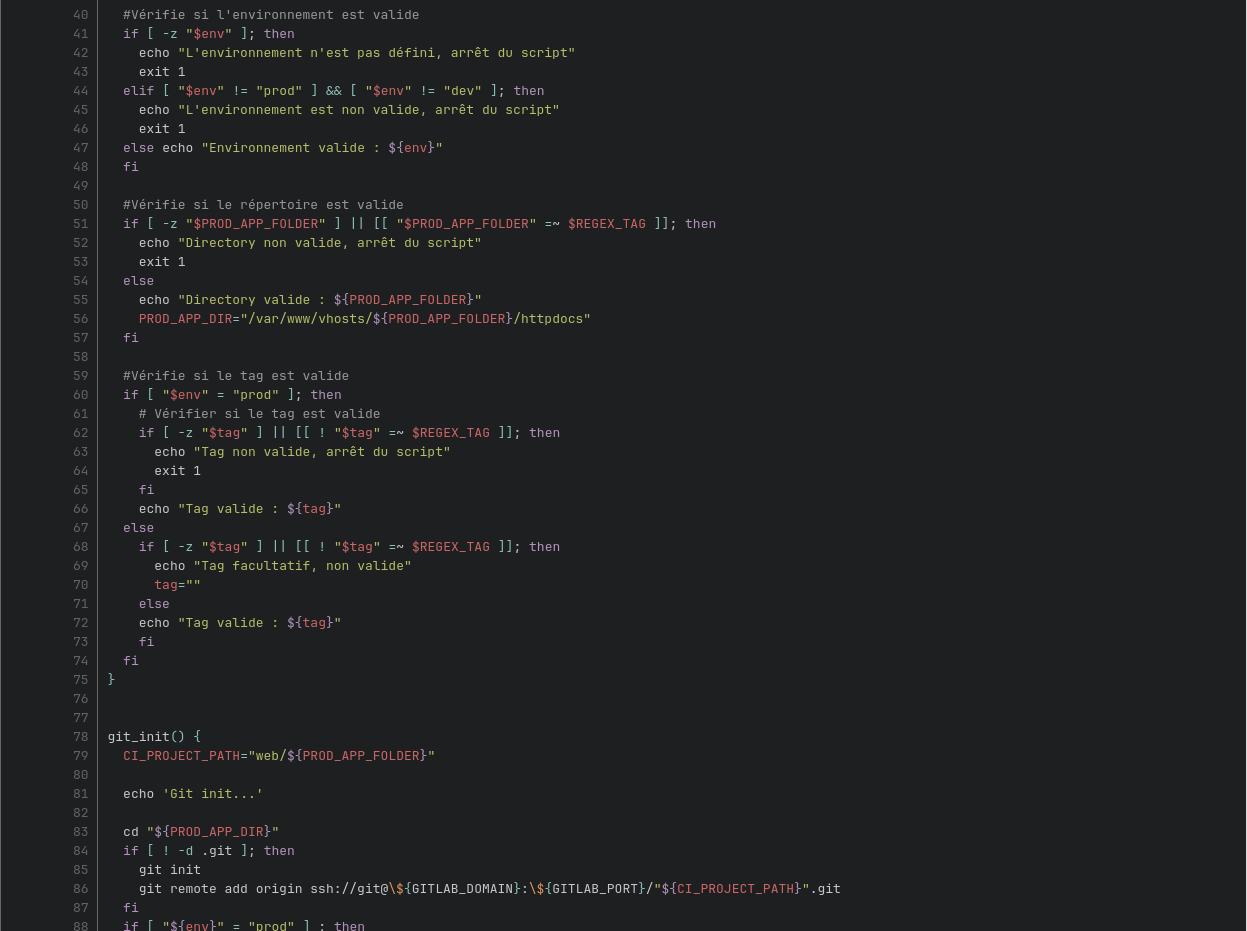 40 #Vérifie si l'environnement est valide
41 if [ -z "$env" ]; then
42 echo "L'environnement n'est pas défini, arrêt du script"
43 exit 1
44 elif [ "$env" != "prod" ] && [ "$env" != "dev" ]; then
45 echo "L'environnement est non valide, arrêt du script"
46 exit 1
47 else echo "Environnement valide : ${env}"
48 fi
49
50 #Vérifie si le répertoire est valide
51 if [ -z "$PROD_APP_FOLDER" ] || [[ "$PROD_APP_FOLDER" =~ $REGEX_TAG ]]; then
52 echo "Directory non valide, arrêt du script"
53 exit 1
54 else
55 echo "Directory valide : ${PROD_APP_FOLDER}"
56 PROD_APP_DIR="/var/www/vhosts/${PROD_APP_FOLDER}/httpdocs"
57 fi
58
59 #Vérifie si le tag est valide
60 if [ "$env" = "prod" ]; then
61 # Vérifier si le tag est valide
62 if [ -z "$tag" ] || [[ ! "$tag" =~ $REGEX_TAG ]]; then
63 echo "Tag non valide, arrêt du script"
64 exit 1
65 fi
66 echo "Tag valide : ${tag}"
67 else
68 if [ -z "$tag" ] || [[ ! "$tag" =~ $REGEX_TAG ]]; then
69 echo "Tag facultatif, non valide"
70 tag=""
71 else
72 echo "Tag valide : ${tag}"
73 fi
74 fi
75 }
76
77
78 git_init() {
79 CI_PROJECT_PATH="web/${PROD_APP_FOLDER}"
80
81 echo 'Git init...'
82
83 cd "${PROD_APP_DIR}"
84 if [ ! -d .git ]; then
85 git init
86 git remote add origin ssh://git@\${GITLAB_DOMAIN}:\${GITLAB_PORT}/"${CI_PROJECT_PATH}".git
87 fi
88 if [ "${env}" = "prod" ] ; then